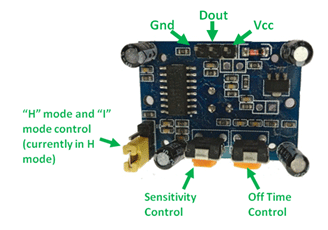 Dout
Gnd
Vcc
“H” mode and “I”
mode control
(currently in H
mode)
Sensitivity
Control
Off Time
Control